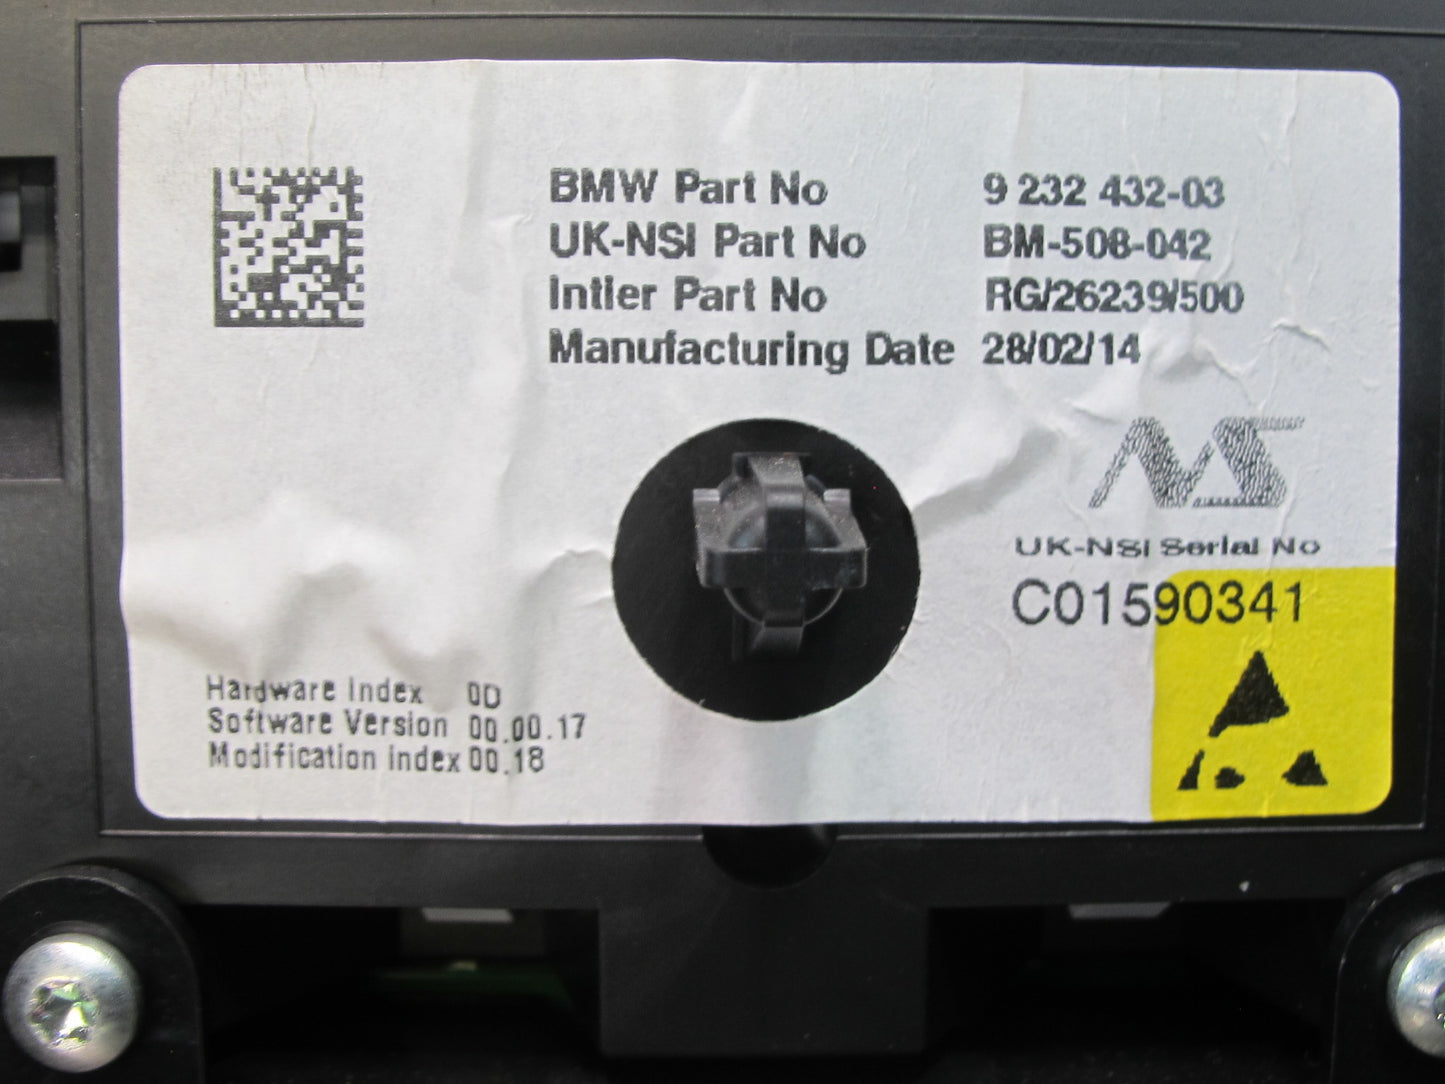 BMW Part No 9 232 432-03
UK-NSI Part No BM-508-042
Intier Part No RG/26239/500
Manufacturing Date 28/02/14
NS
UK-NSI Serial No
C01590341
Hardware Index 0D
Software Version 00.00.17
Modification index 00.18